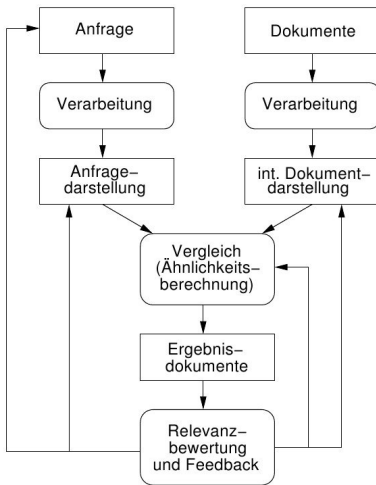 Anfrage
Dokumente
Verarbeitung
Verarbeitung
Anfrage-
darstellung
int. Dokument-
darstellung
Vergleich
(Ähnlichkeits-
berechnung)
Ergebnis-
dokumente
Relevanz-
bewertung
und Feedback